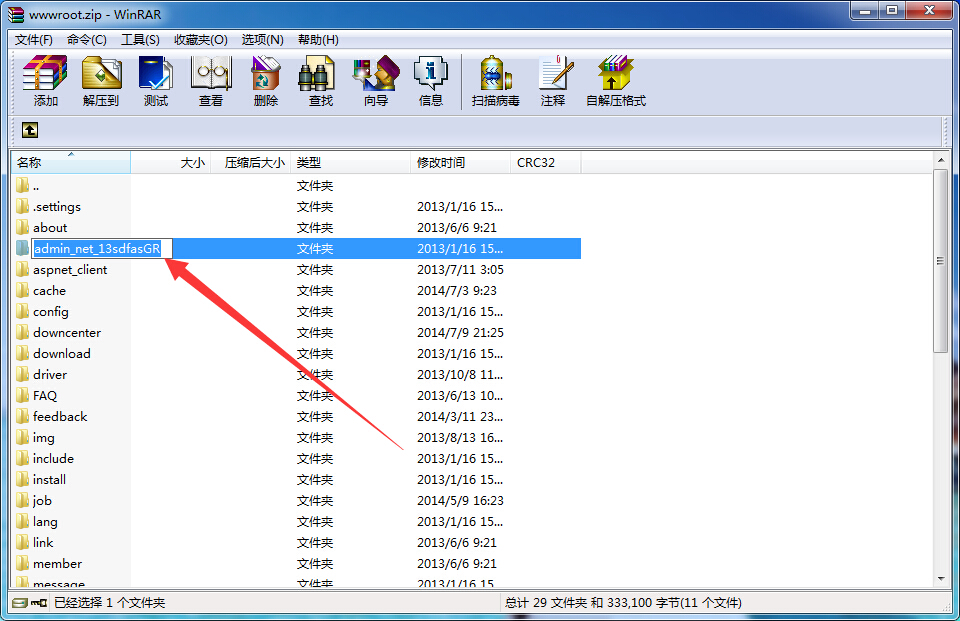 wwwroot.zip - WinRAR
文件(F) 命令(C) 工具(S) 收藏夹(O) 选项(N) 帮助(H)
添加 解压到 测试 查看 删除 查找 向导 信息 扫描病毒 注释 自解压格式
名称 大小 压缩后大小 类型 修改时间 CRC32
.. 文件夹
.settings 文件夹 2013/1/16 15...
about 文件夹 2013/6/6 9:21
admin_net_13sdfasGR 文件夹 2013/1/16 15...
aspnet_client 文件夹 2013/7/11 3:05
cache 文件夹 2014/7/3 9:23
config 文件夹 2013/1/16 15...
downcenter 文件夹 2014/7/9 21:25
download 文件夹 2013/1/16 15...
driver 文件夹 2013/10/8 11...
FAQ 文件夹 2013/6/13 10...
feedback 文件夹 2014/3/11 23...
img 文件夹 2013/8/13 16...
include 文件夹 2013/1/16 15...
install 文件夹 2013/1/16 15...
job 文件夹 2014/5/9 16:23
lang 文件夹 2013/1/16 15...
link 文件夹 2013/6/6 9:21
member 文件夹 2013/6/6 9:21
message 文件夹 2013/1/16 15...
已经选择 1 个文件夹 总计 29 文件夹 和 333,100 字节(11 个文件)